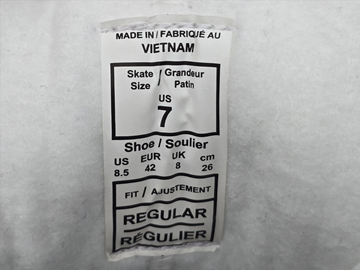 MADE IN / FABRIQUÉ AU
VIETNAM
Skate / Grandeur
Size / Patin
US
7
Shoe / Soulier
US EUR UK cm
8.5 42 8 26
FIT / AJUSTEMENT
REGULAR
RÉGULIER